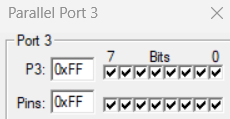 Parallel Port 3
Port 3
7 Bits 0
P3: 0xFF
Pins: 0xFF